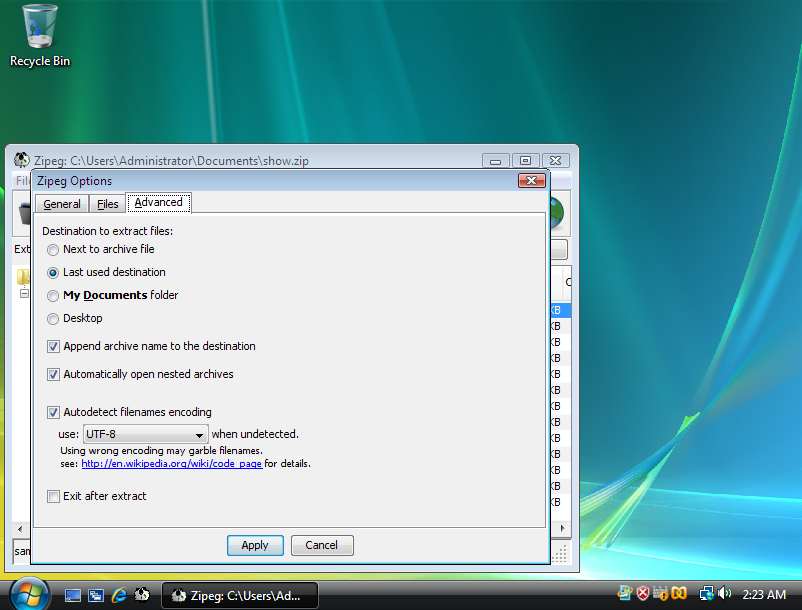 Recycle Bin
Zipeg: C:\Users\Administrator\Documents\show.zip
Fil
Zipeg Options
General Files Advanced
Ext
Destination to extract files:
Next to archive file
Last used destination
My Documents folder
Desktop
Append archive name to the destination
Automatically open nested archives
Autodetect filenames encoding
use: UTF-8 when undetected.
Using wrong encoding may garble filenames.
see: http://en.wikipedia.org/wiki/code_page for details.
Exit after extract
Apply Cancel
C
KB
KB
KB
KB
KB
KB
KB
KB
KB
KB
KB
KB
KB
sam
Zipeg: C:\Users\Ad...
2:23 AM